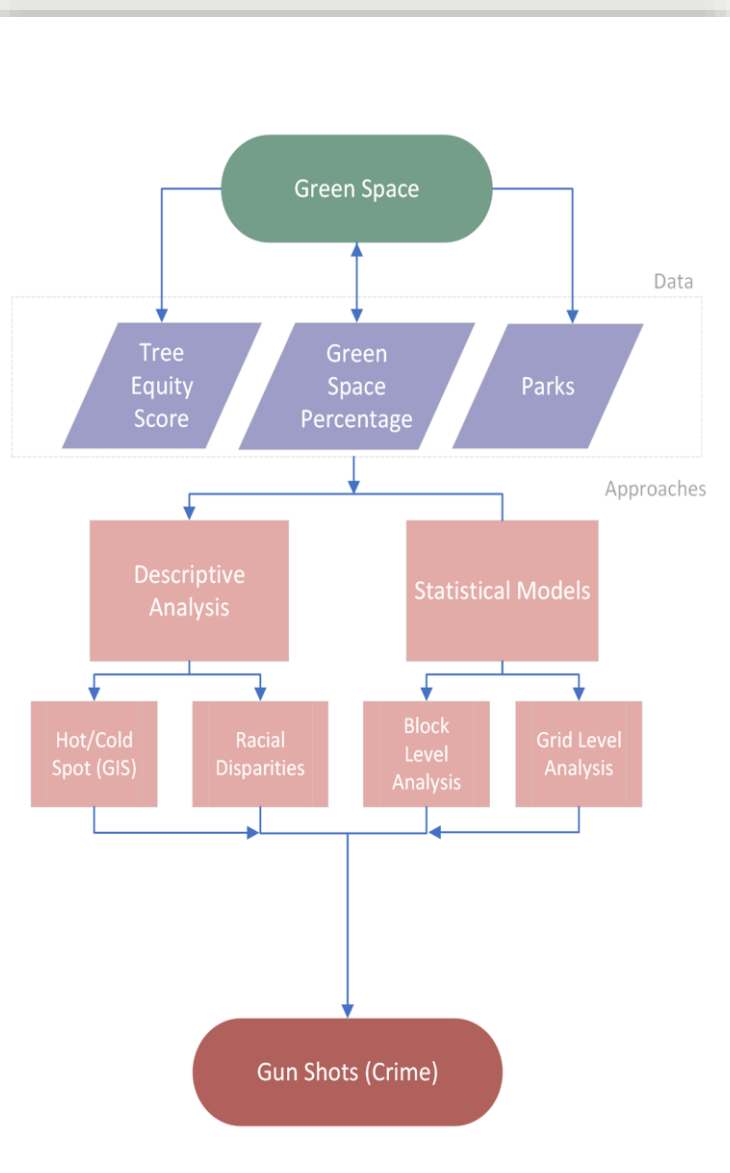 Green Space
Data
Tree
Equity
Score
Green
Space
Percentage
Parks
Approaches
Descriptive
Analysis
Statistical Models
Hot/Cold
Spot (GIS)
Racial
Disparities
Block
Level
Analysis
Grid Level
Analysis
Gun Shots (Crime)